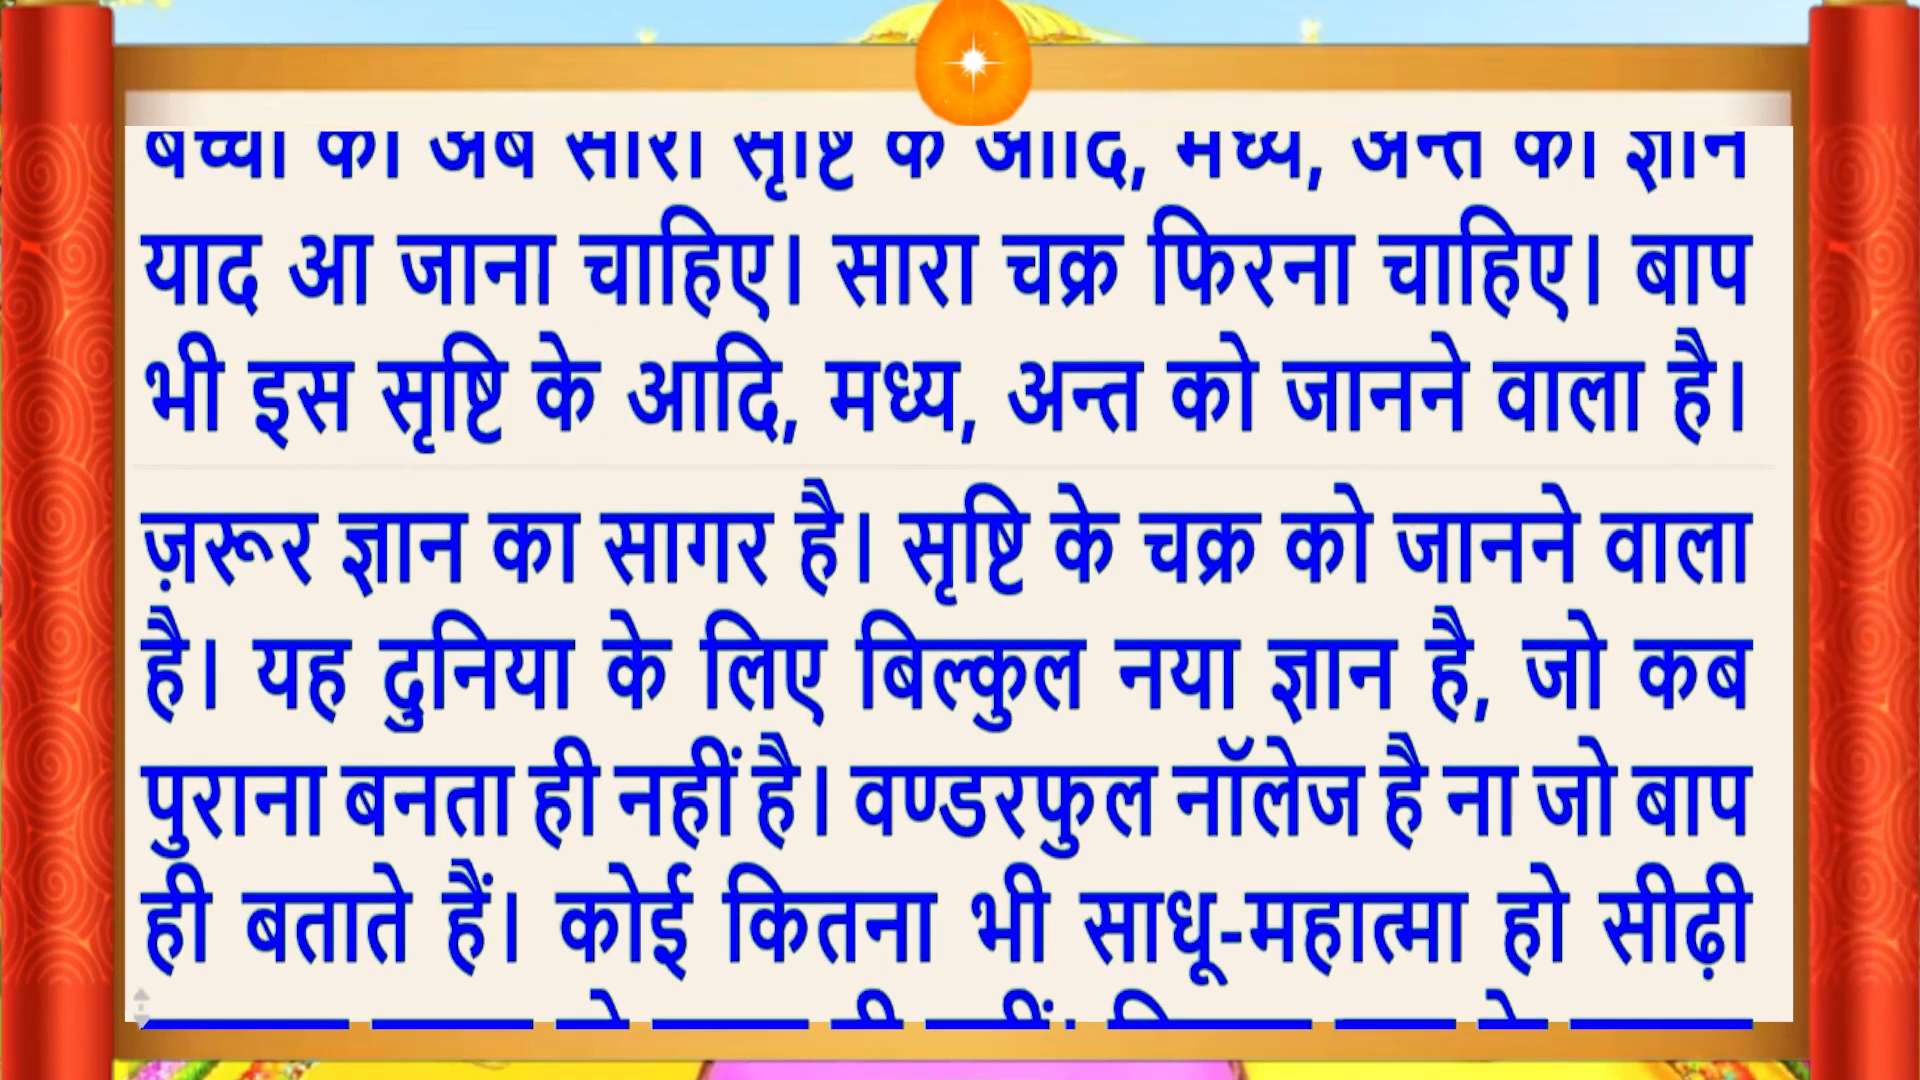 बच्चों को अब सारी सृष्टि के आदि, मध्य, अन्त का ज्ञान
याद आ जाना चाहिए। सारा चक्र फिरना चाहिए। बाप
भी इस सृष्टि के आदि, मध्य, अन्त को जानने वाला है।
ज़रूर ज्ञान का सागर है। सृष्टि के चक्र को जानने वाला
है। यह दुनिया के लिए बिल्कुल नया ज्ञान है, जो कब
पुराना बनता ही नहीं है। वण्डरफुल नॉलेज है ना जो बाप
ही बताते हैं। कोई कितना भी साधू-महात्मा हो सीढ़ी